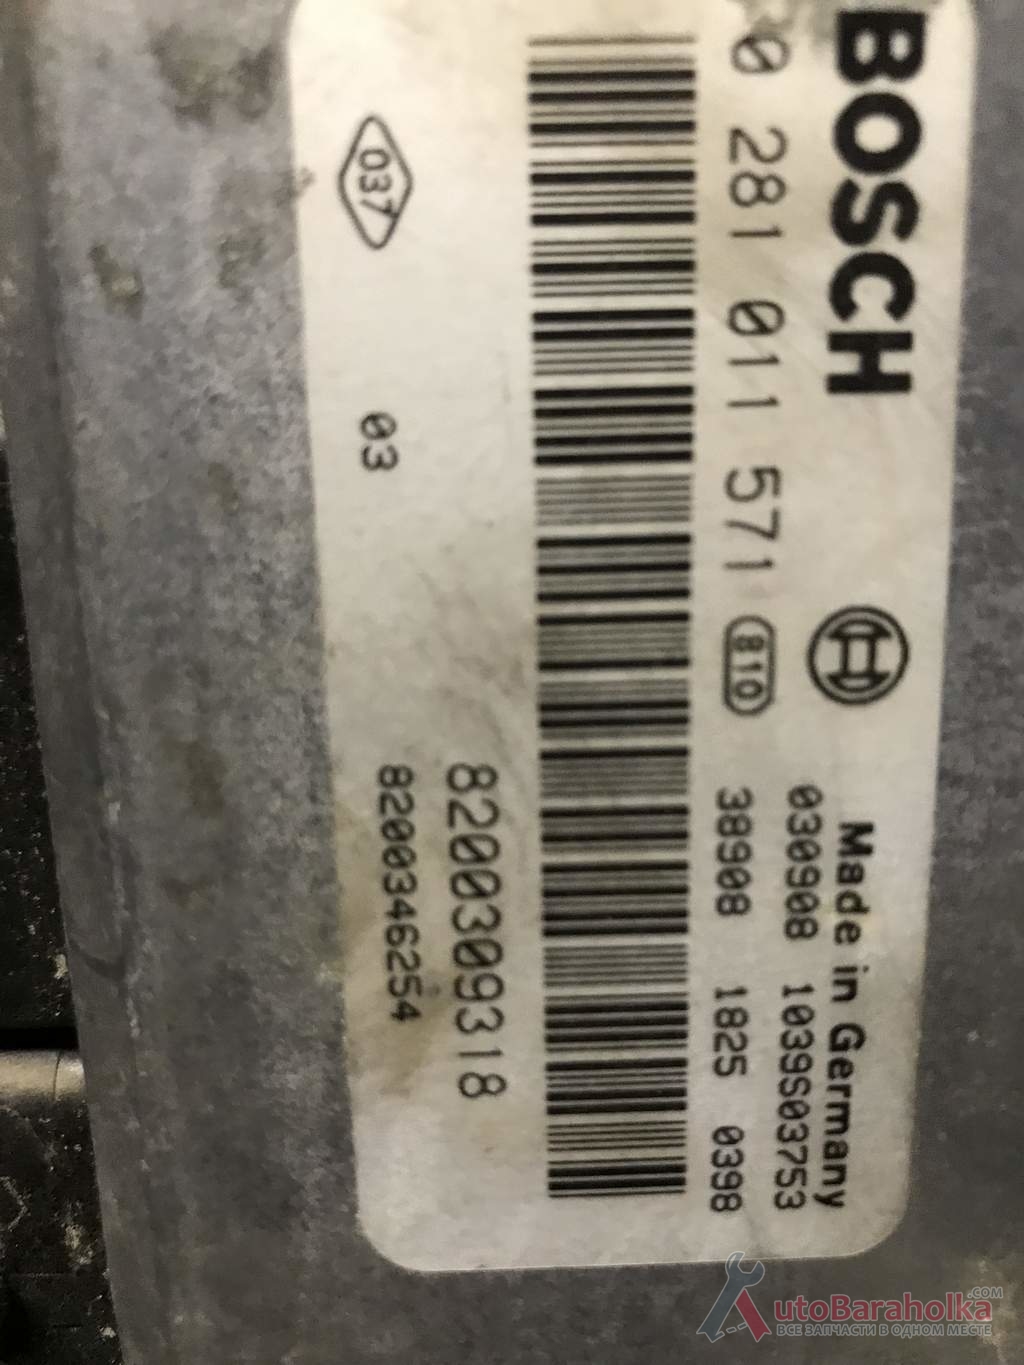 BOSCH
Made in Germany
030908 1039S03753
0 281 011 571 810 38908 1825 0398
8200309318
037 03 8200346254
AutoBaraholka.com
ВСЕ ЗАПЧАСТИ В ОДНОМ МЕСТЕ